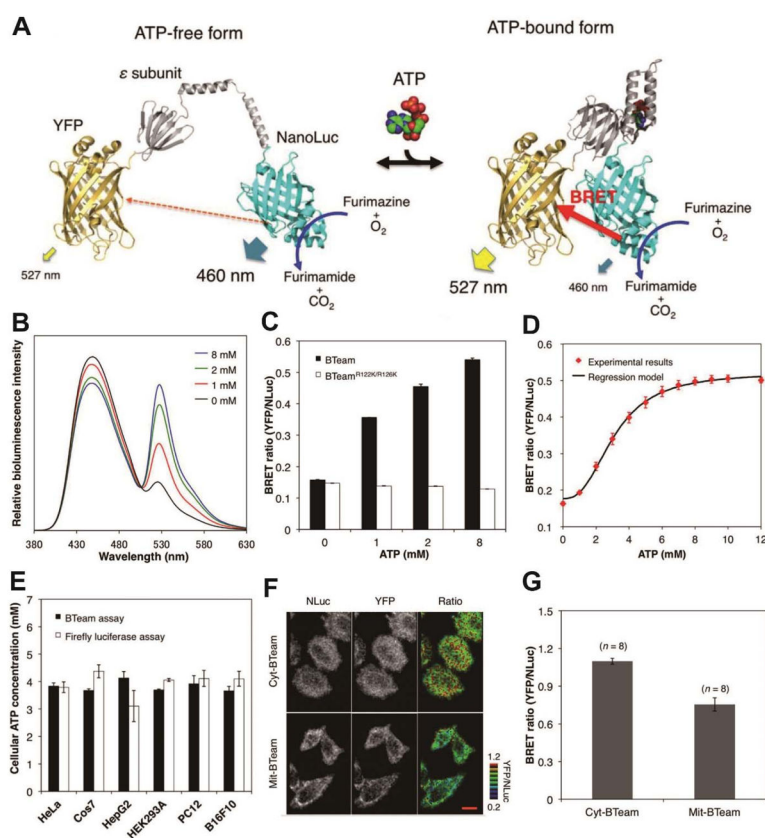 A
ATP-free form
ATP-bound form
ε subunit
ATP
YFP
NanoLuc
BRET
Furimazine
+
O2
Furimazine
+
O2
527 nm
460 nm
Furimamide
+
CO2
527 nm
460 nm
Furimamide
+
CO2
B
Relative bioluminescence intensity
8 mM
2 mM
1 mM
0 mM
380 430 480 530 580 630
Wavelength (nm)
C
BRET ratio (YFP/NLuc)
0.6
0.5
0.4
0.3
0.2
0.1
0
BTeam
BTeamR122K/R126K
0 1 2 8
ATP (mM)
D
BRET ratio (YFP/NLuc)
0.6
0.5
0.4
0.3
0.2
0.1
Experimental results
Regression model
0 2 4 6 8 10 12
ATP (mM)
E
Cellular ATP concentratiion (mM)
7
6
5
4
3
2
1
0
BTeam assay
Firefly luciferase assay
HeLa
Cos7
HepG2
HEK293A
PC12
B16F10
F
NLuc YFP Ratio
Cyt-BTeam
Mit-BTeam
1.2
YFP/NLuc
0.2
G
BRET ratio (YFP/NLuc)
1.5
1.2
0.9
0.6
0.3
0
(n = 8)
(n = 8)
Cyt-BTeam Mit-BTeam